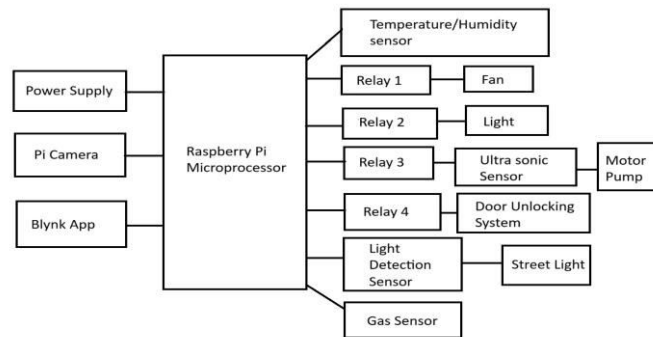 Temperature/Humidity
sensor
Relay 1
Fan
Power Supply
Relay 2
Light
Pi Camera
Raspberry Pi
Microprocessor
Relay 3
Ultra sonic
Sensor
Motor
Pump
Blynk App
Relay 4
Door Unlocking
System
Light
Detection
Sensor
Street Light
Gas Sensor